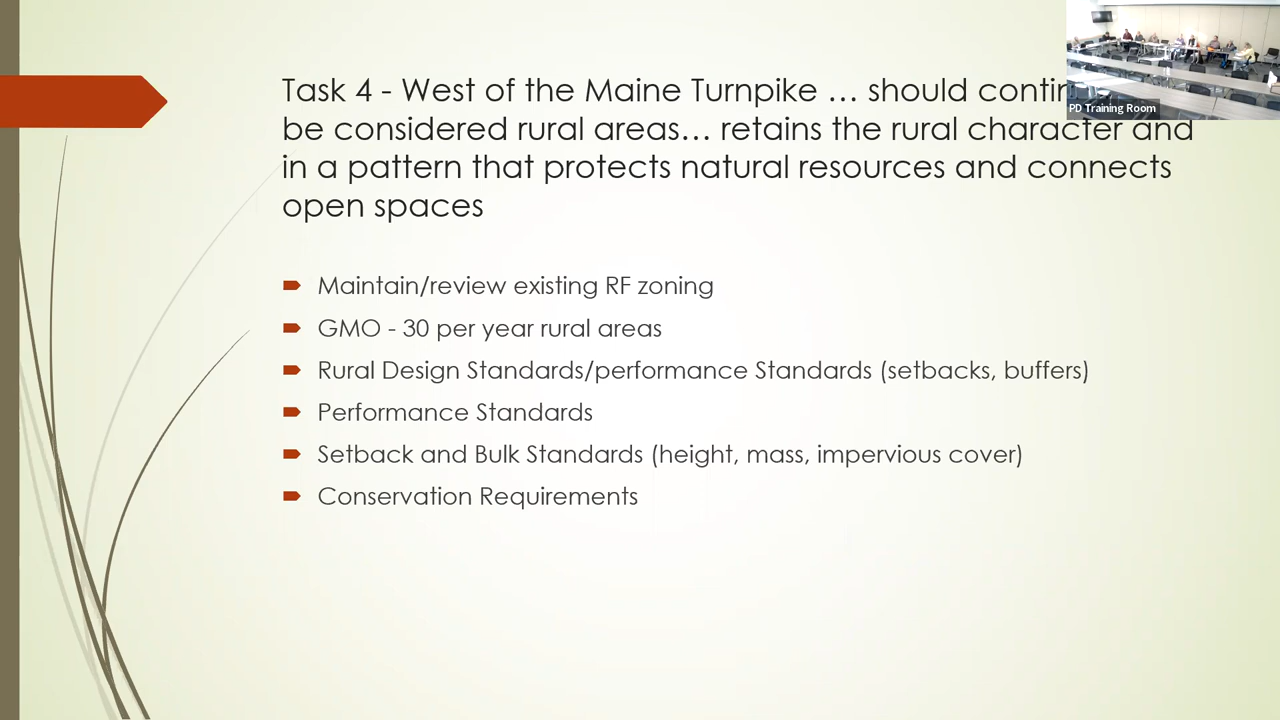 Task 4 - West of the Maine Turnpike … should
be considered rural areas… retains the rural character and
in a pattern that protects natural resources and connects
open spaces
Maintain/review existing RF zoning
GMO - 30 per year rural areas
Rural Design Standards/performance Standards (setbacks, buffers)
Performance Standards
Setback and Bulk Standards (height, mass, impervious cover)
Conservation Requirements
PD Training Room